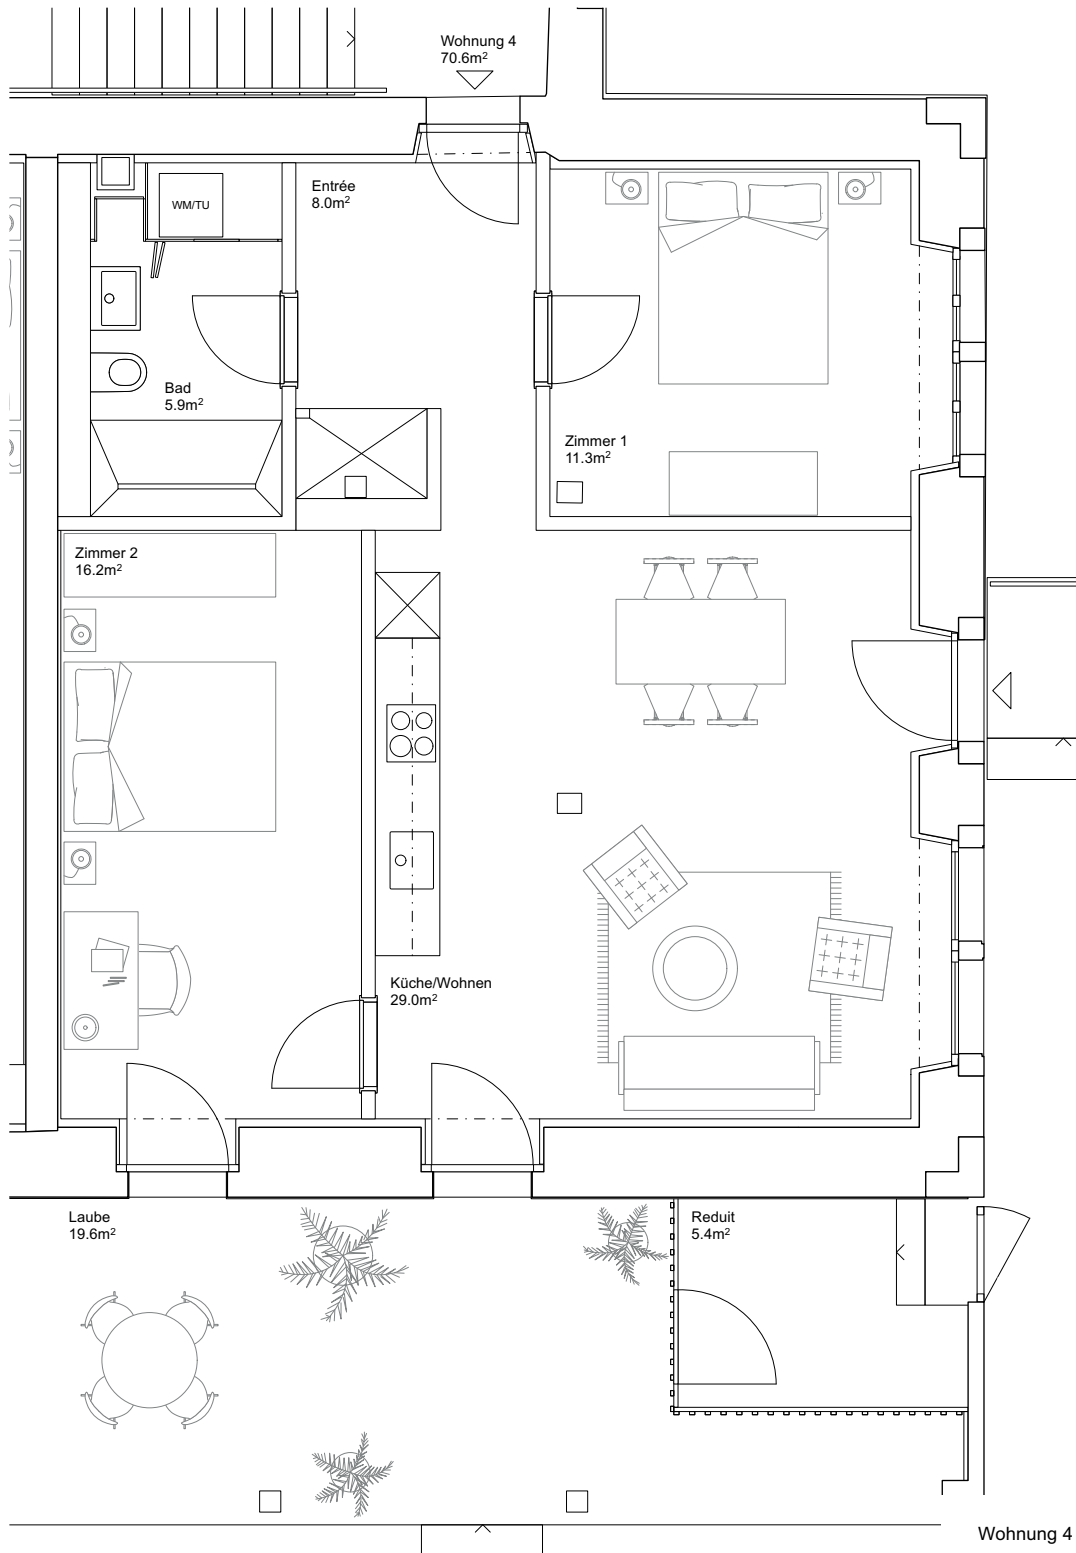 Wohnung 4
70.6m²
Entrée
8.0m²
WM/TU
Bad
5.9m²
Zimmer 1
11.3m²
Zimmer 2
16.2m²
Küche/Wohnen
29.0m²
Laube
19.6m²
Reduit
5.4m²
Wohnung 4